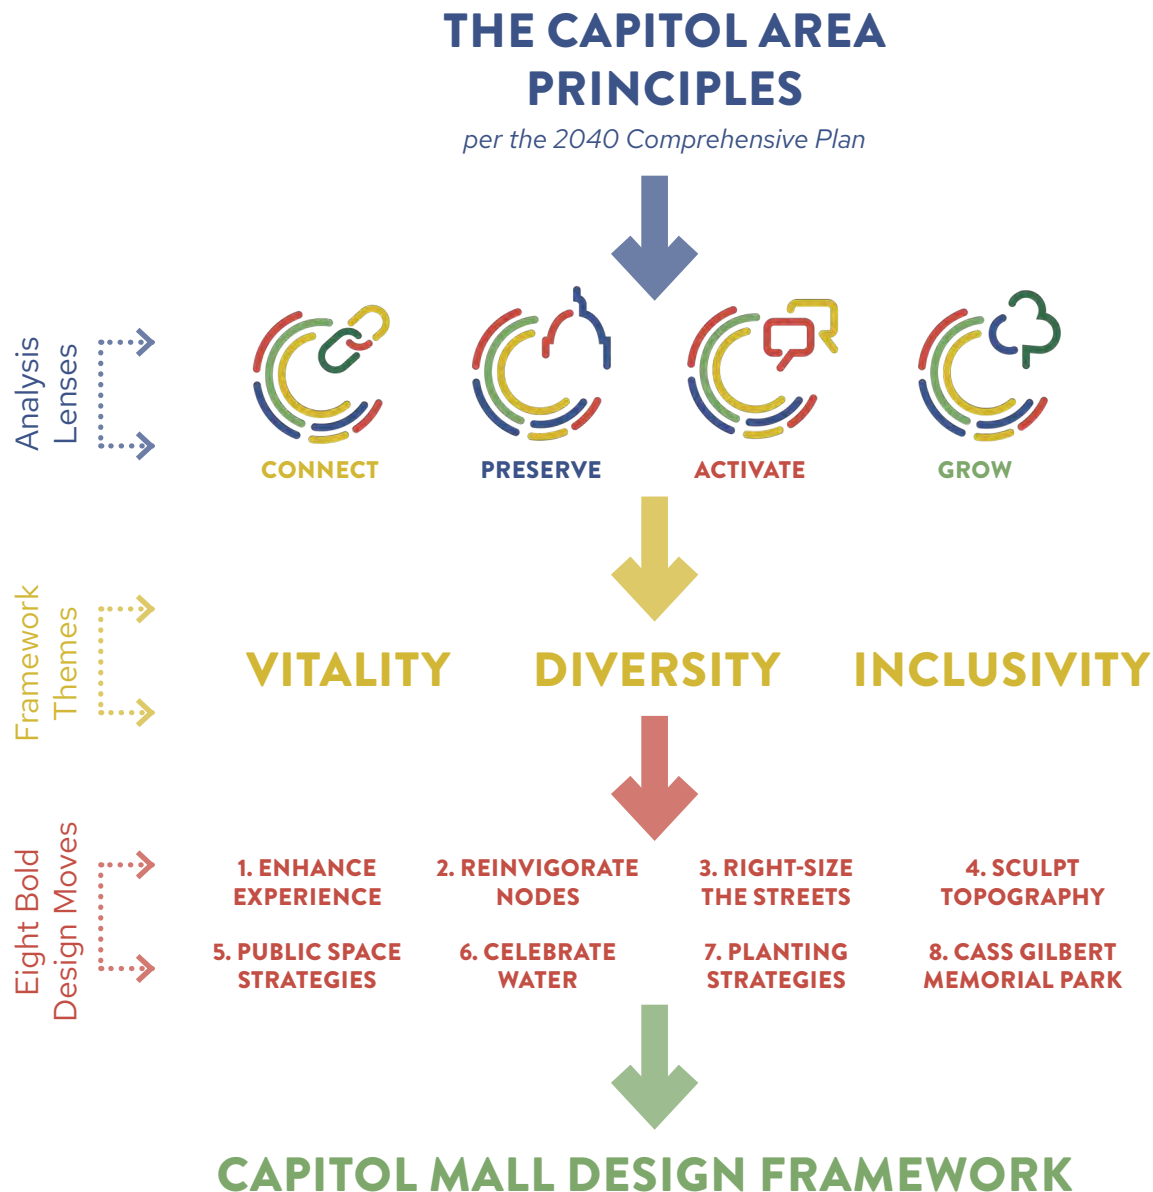 THE CAPITOL AREA
PRINCIPLES
per the 2040 Comprehensive Plan
Analysis
Lenses
CONNECT
PRESERVE
ACTIVATE
GROW
Framework
Themes
VITALITY
DIVERSITY
INCLUSIVITY
Eight Bold
Design Moves
1. ENHANCE
EXPERIENCE
2. REINVIGORATE
NODES
3. RIGHT-SIZE
THE STREETS
4. SCULPT
TOPOGRAPHY
5. PUBLIC SPACE
STRATEGIES
6. CELEBRATE
WATER
7. PLANTING
STRATEGIES
8. CASS GILBERT
MEMORIAL PARK
CAPITOL MALL DESIGN FRAMEWORK